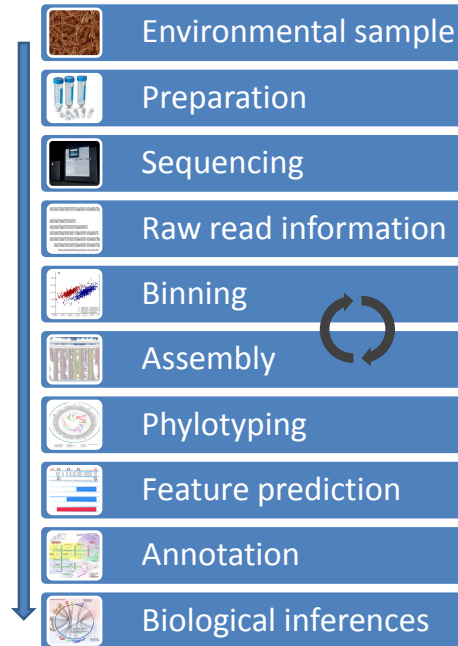 Environmental sample
Preparation
Sequencing
Raw read information
Binning
Assembly
Phylotyping
Feature prediction
Annotation
Biological inferences